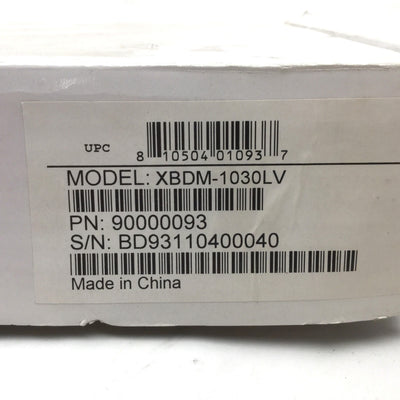 UPC
8 10504 01093 7
MODEL: XBDM-1030LV
PN: 90000093
S/N: BD93110400040
Made in China